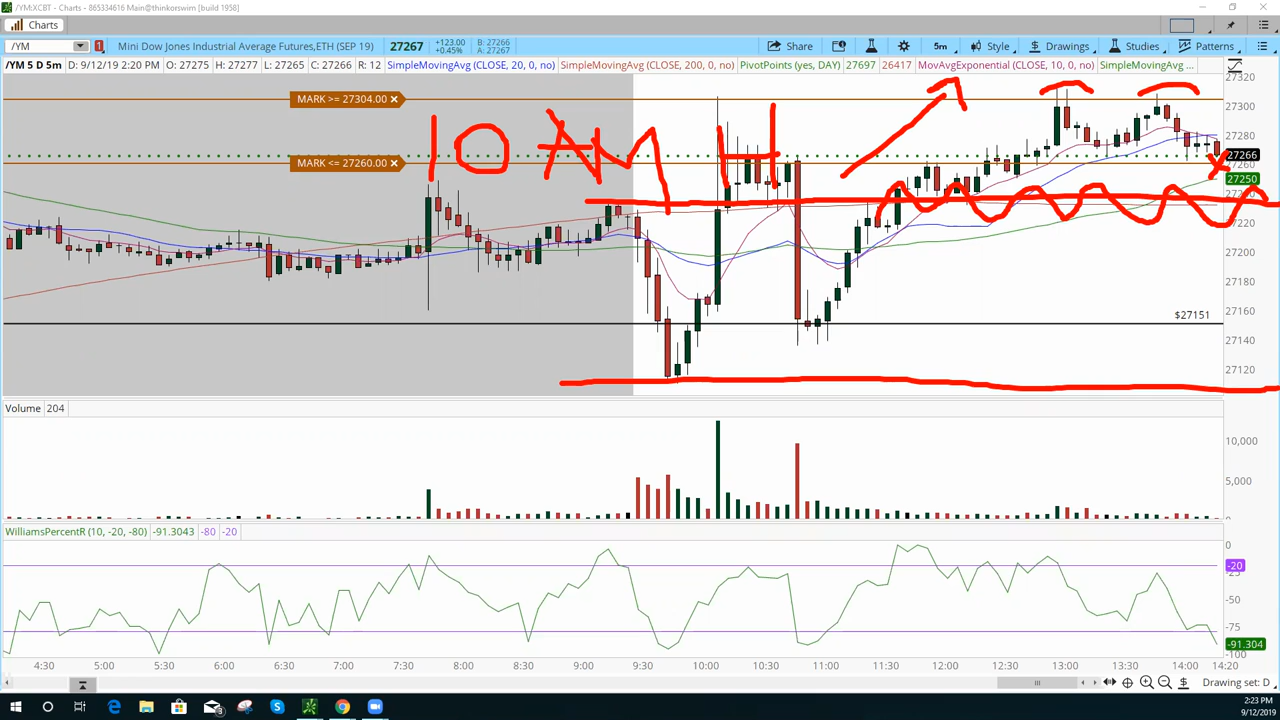 /YM:XCBT - Charts - 865334616 Main@thinkorswim [build 1958]
Charts
/YM 1 Mini Dow Jones Industrial Average Futures,ETH (SEP 19) 27267 +123.00 +0.45% B: 27266 A: 27267 Share 5m Style Drawings Studies Patterns
/YM 5 D 5m D: 9/12/19 2:20 PM O: 27275 H: 27277 L: 27265 C: 27266 R: 12 SimpleMovingAvg (CLOSE, 20, 0, no) SimpleMovingAvg (CLOSE, 200, 0, no) PivotPoints (yes, DAY) 27697 26417 MovAvgExponential (CLOSE, 10, 0, no) SimpleMovingAvg ...
27320
MARK >= 27304.00 27300
27280
10 AM H
27266
MARK <= 27260.00 27260
27250
27220
27200
27180
27160
$27151
27140
27120
Volume 204
10,000
5,000
WilliamsPercentR (10, -20, -80) -91.3043 -80 -20
0
-20
-50
-75
-91.304
-100
4:30 5:00 5:30 6:00 6:30 7:00 7:30 8:00 8:30 9:00 9:30 10:00 10:30 11:00 11:30 12:00 12:30 13:00 13:30 14:00 14:20
$ Drawing set: D
2:23 PM
9/12/2019